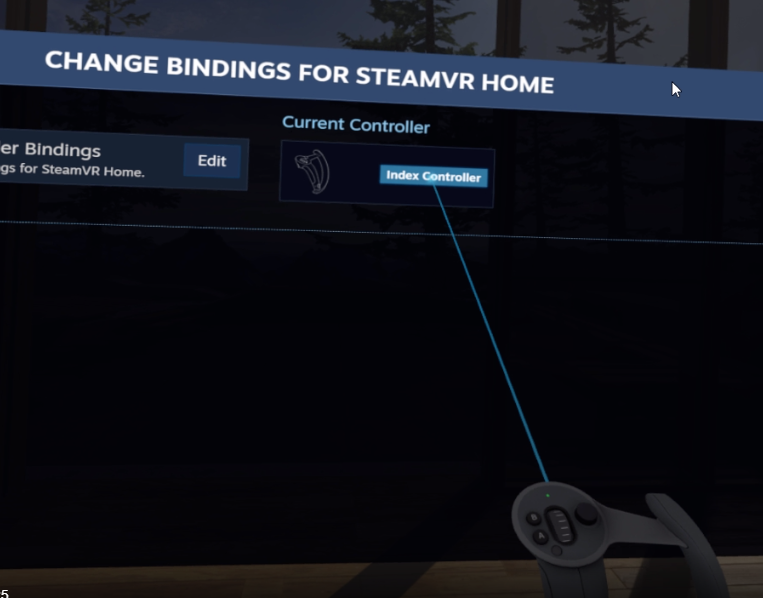 CHANGE BINDINGS FOR STEAMVR HOME
Current Controller
er Bindings
gs for SteamVR Home.
Edit
Index Controller
B
A
5